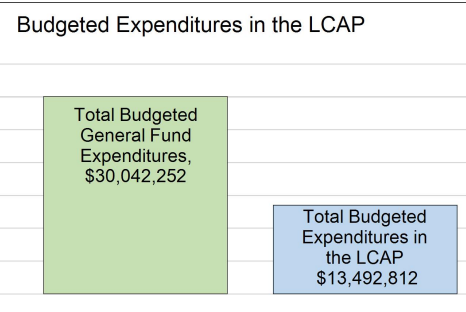 Budgeted Expenditures in the LCAP
Total Budgeted
General Fund
Expenditures,
$30,042,252
Total Budgeted
Expenditures in
the LCAP
$13,492,812